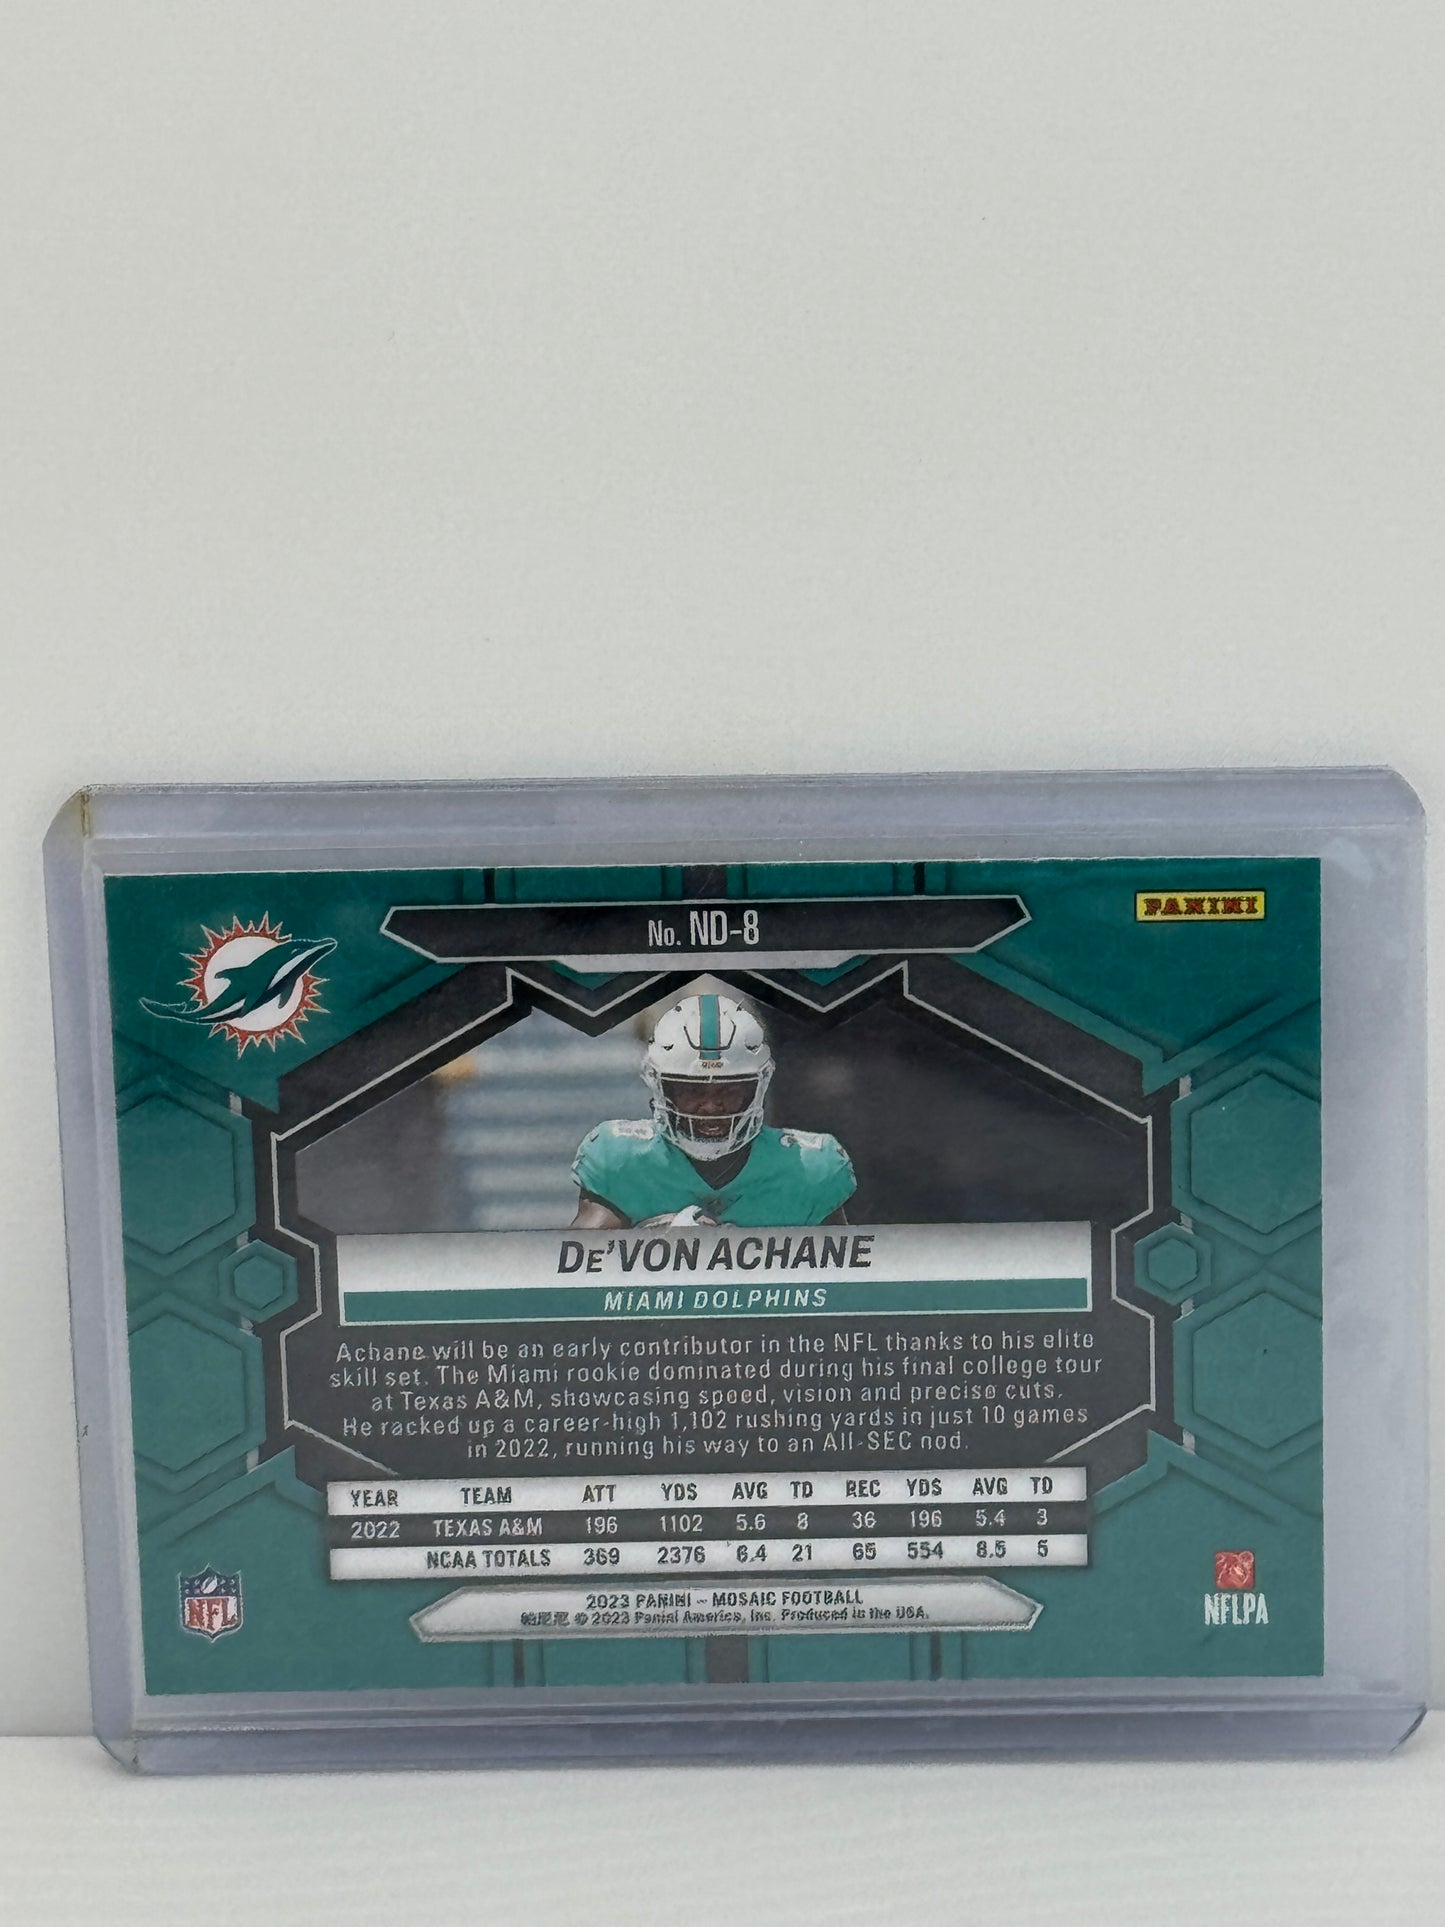 No. ND-8
PANINI
De'Von Achane
MIAMI DOLPHINS
Achane will be an early contributor in the NFL thanks to his elite
skill set. The Miami rookie dominated during his final college tour
at Texas A&M, showcasing speed, vision and precise cuts.
He racked up a career-high 1,102 rushing yards in just 10 games
in 2022, running his way to an All-SEC nod.
YEAR TEAM ATT YDS AVG TD REC YDS AVG TD
2022 TEXAS A&M 196 1102 5.6 8 36 196 5.4 3
NCAA TOTALS 369 2376 6.4 21 65 554 8.5 5
2023 PANINI – MOSAIC FOOTBALL
© 2023 Panini America, Inc. Produced in the USA.
NFL
NFLPA